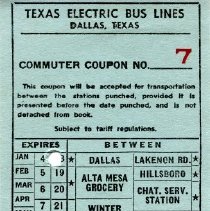 TEXAS ELECTRIC BUS LINES
DALLAS, TEXAS
COMMUTER COUPON NO. 7
This coupon will be accepted for transportation
between the stations punched, provided it is
presented before the date punched, and is not
detached from book.
Subject to tariff regulations.
EXPIRES BETWEEN
JAN 4 DALLAS LAKENON RD.
FEB 5 19 ALTA MESA GROCERY HILLSBORO
MAR 6 20 CHAT. SERV. STATION
APR 7 21 WINTER